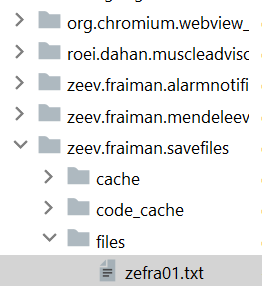 org.chromium.webview_
roei.dahan.muscleadvisc
zeev.fraiman.alarmnotifi
zeev.fraiman.mendeleev
zeev.fraiman.savefiles
cache
code_cache
files
zefra01.txt